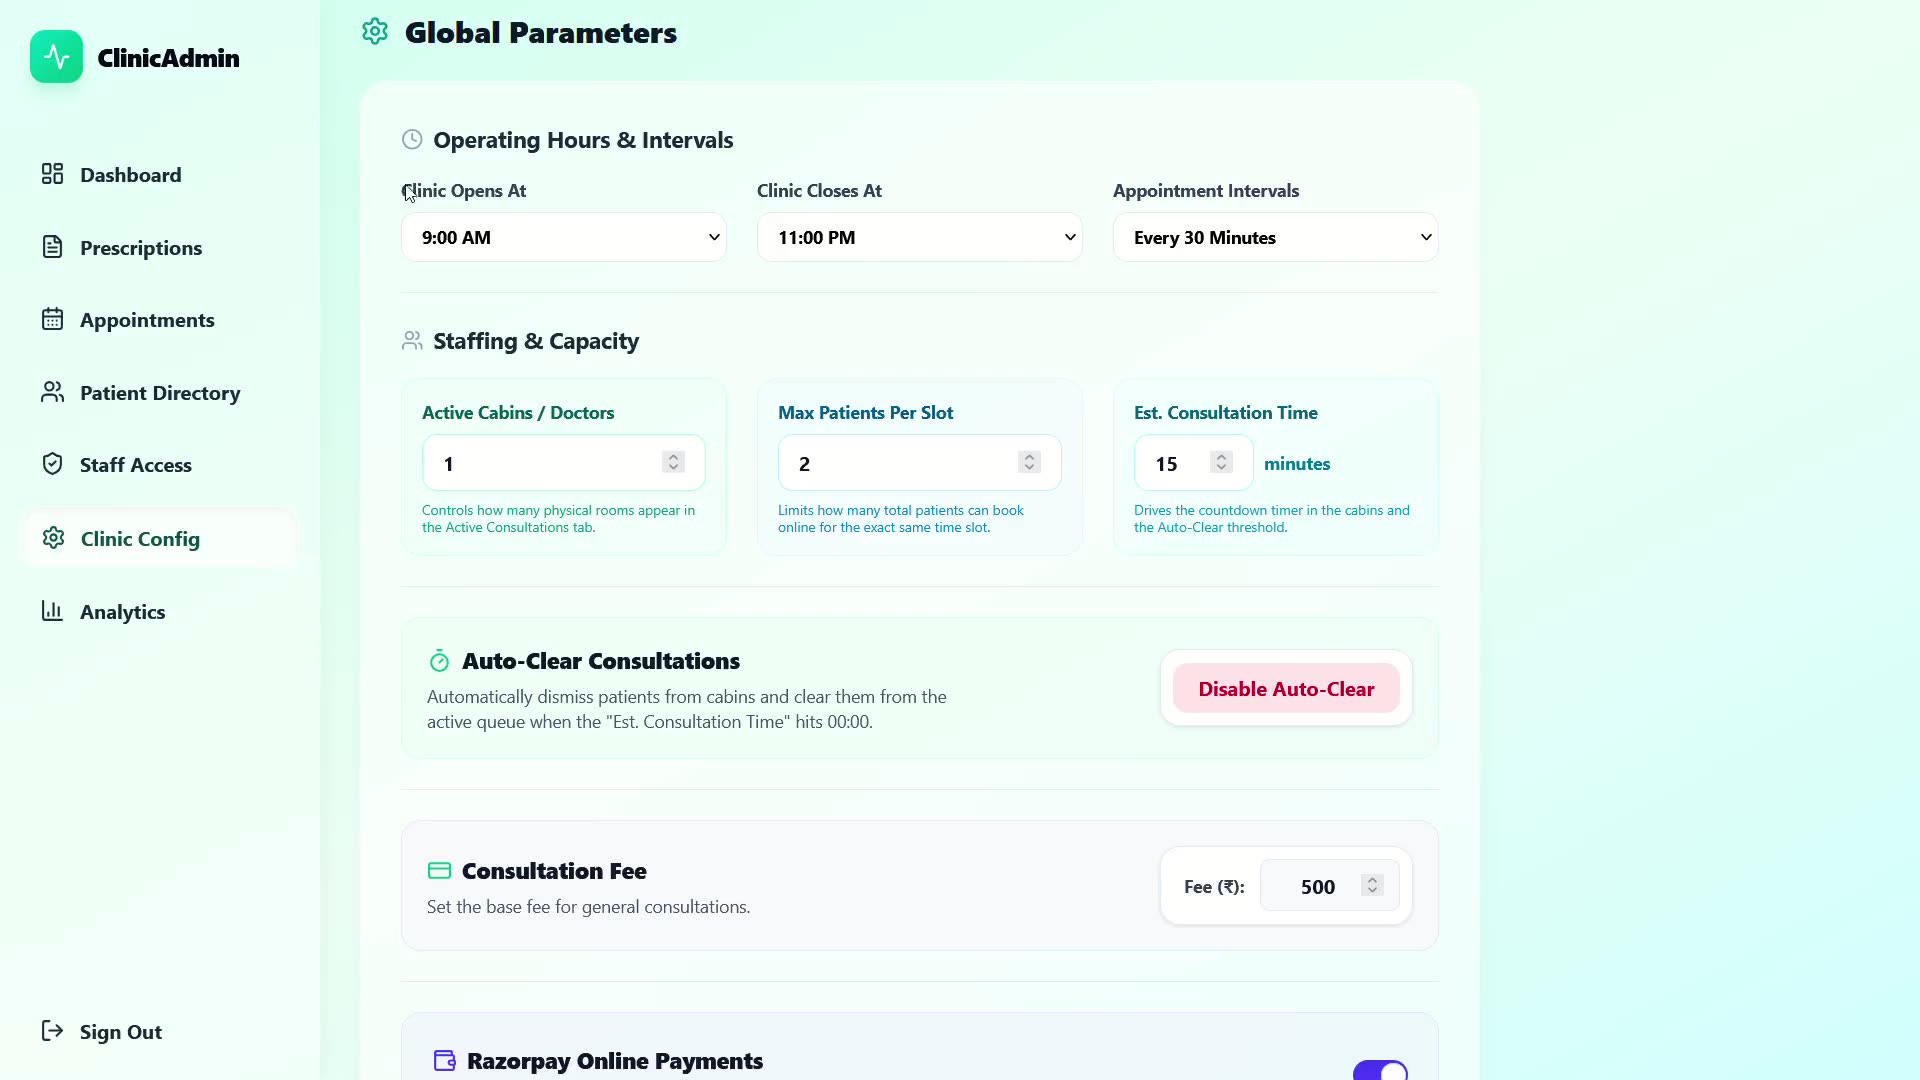 ClinicAdmin
Dashboard
Prescriptions
Appointments
Patient Directory
Staff Access
Clinic Config
Analytics
Sign Out
Global Parameters
Operating Hours & Intervals
Clinic Opens At
9:00 AM
Clinic Closes At
11:00 PM
Appointment Intervals
Every 30 Minutes
Staffing & Capacity
Active Cabins / Doctors
1
Controls how many physical rooms appear in
the Active Consultations tab.
Max Patients Per Slot
2
Limits how many total patients can book
online for the exact same time slot.
Est. Consultation Time
15 minutes
Drives the countdown timer in the cabins and
the Auto-Clear threshold.
Auto-Clear Consultations
Automatically dismiss patients from cabins and clear them from the
active queue when the "Est. Consultation Time" hits 00:00.
Disable Auto-Clear
Consultation Fee
Set the base fee for general consultations.
Fee (₹): 500
Razorpay Online Payments